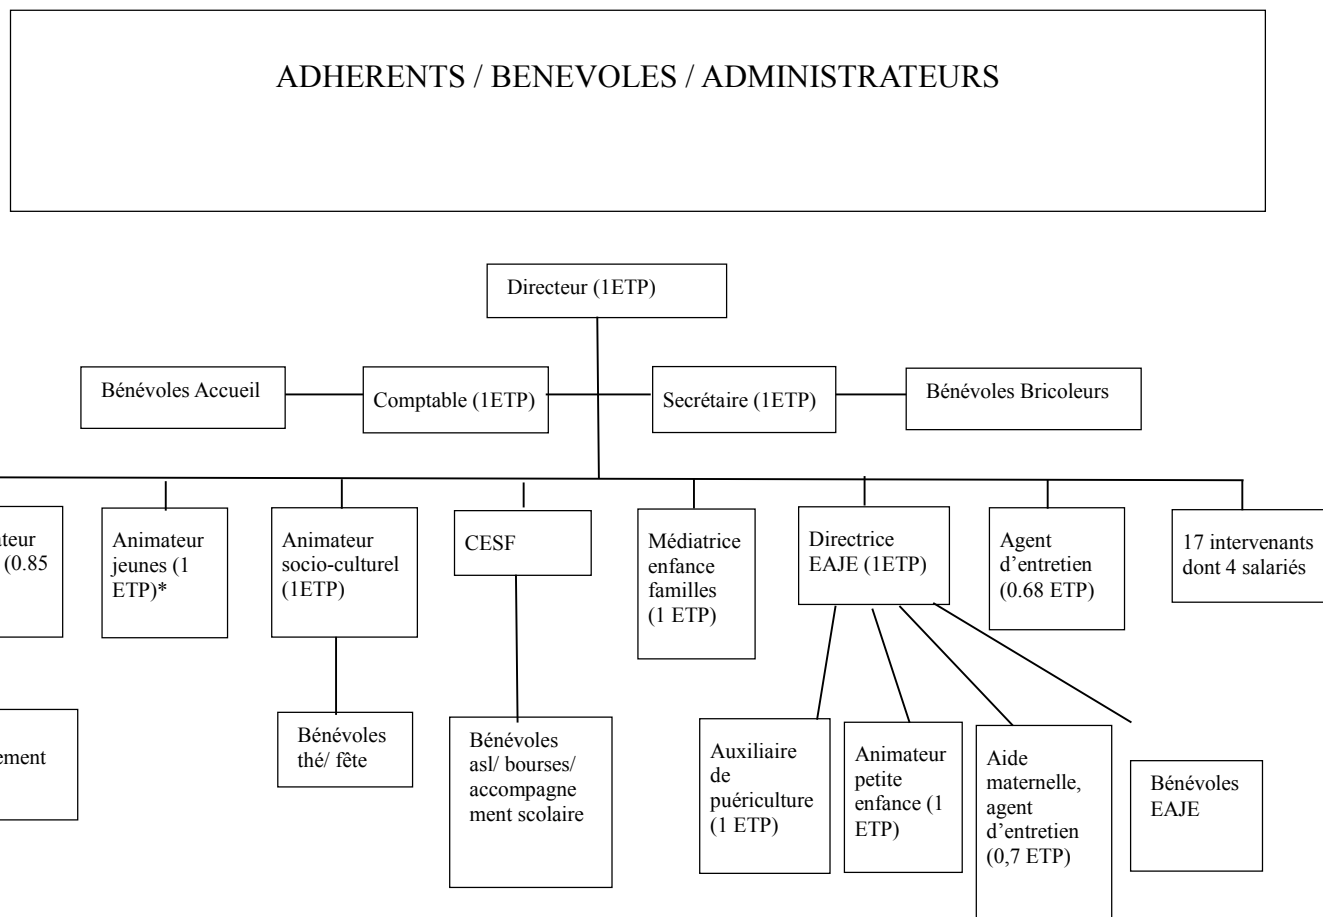 ADHERENTS / BENEVOLES / ADMINISTRATEURS
Directeur (1ETP)
Bénévoles Accueil
Comptable (1ETP)
Secrétaire (1ETP)
Bénévoles Bricoleurs
(0.85
Animateur
jeunes (1
ETP)*
Animateur
socio-culturel
(1ETP)
CESF
Médiatrice
enfance
familles
(1 ETP)
Directrice
EAJE (1ETP)
Agent
d’entretien
(0.68 ETP)
17 intervenants
dont 4 salariés
Bénévoles
thé/ fête
Bénévoles
asl/ bourses/
accompagne
ment scolaire
Auxiliaire
de
puériculture
(1 ETP)
Animateur
petite
enfance (1
ETP)
Aide
maternelle,
agent
d’entretien
(0,7 ETP)
Bénévoles
EAJE